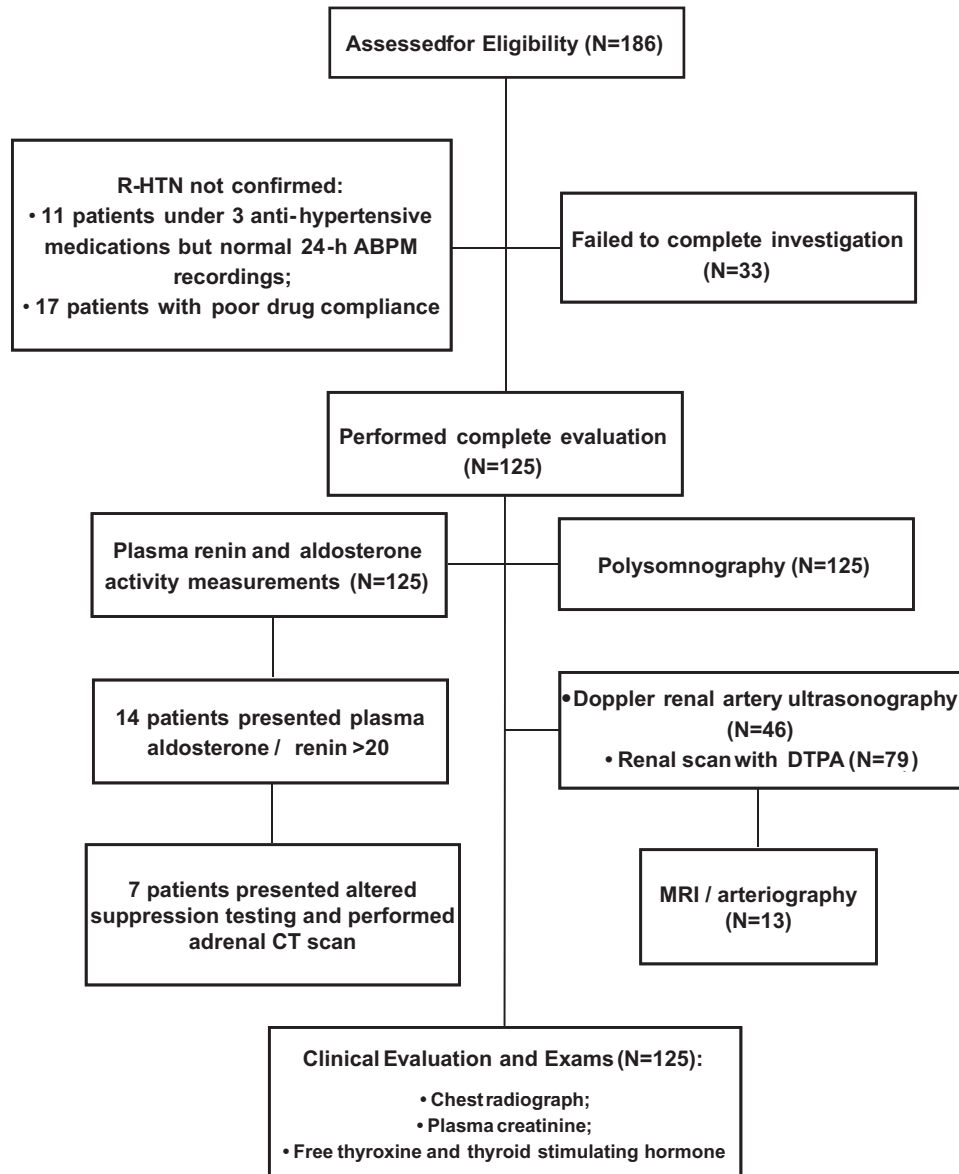 Assessedfor Eligibility (N=186)
R-HTN not confirmed:
• 11 patients under 3 anti-hypertensive
medications but normal 24-h ABPM
recordings;
• 17 patients with poor drug compliance
Failed to complete investigation
(N=33)
Performed complete evaluation
(N=125)
Plasma renin and aldosterone
activity measurements (N=125)
Polysomnography (N=125)
14 patients presented plasma
aldosterone / renin >20
•Doppler renal artery ultrasonography
(N=46)
• Renal scan with DTPA (N=79)
7 patients presented altered
suppression testing and performed
adrenal CT scan
MRI / arteriography
(N=13)
Clinical Evaluation and Exams (N=125):
• Chest radiograph;
• Plasma creatinine;
• Free thyroxine and thyroid stimulating hormone